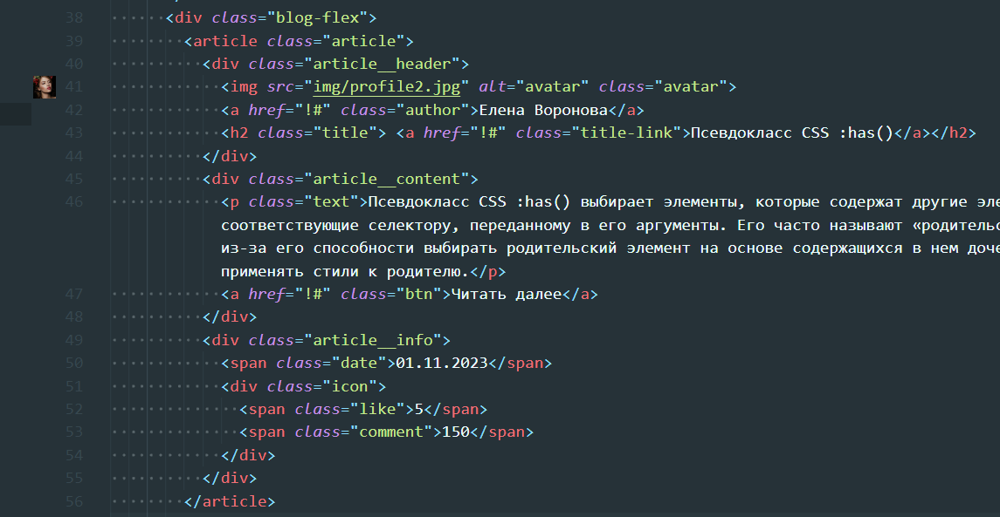 38 <div class="blog-flex">
39 <article class="article">
40 <div class="article__header">
41 <img src="img/profile2.jpg" alt="avatar" class="avatar">
42 <a href="!#" class="author">Елена Воронова</a>
43 <h2 class="title"> <a href="!#" class="title-link">Псевдокласс CSS :has()</a></h2>
44 </div>
45 <div class="article__content">
46 <p class="text">Псевдокласс CSS :has() выбирает элементы, которые содержат другие эле
соответствующие селектору, переданному в его аргументы. Его часто называют «родительс
из-за его способности выбирать родительский элемент на основе содержащихся в нем доче
применять стили к родителю.</p>
47 <a href="!#" class="btn">Читать далее</a>
48 </div>
49 <div class="article__info">
50 <span class="date">01.11.2023</span>
51 <div class="icon">
52 <span class="like">5</span>
53 <span class="comment">150</span>
54 </div>
55 </div>
56 </article>